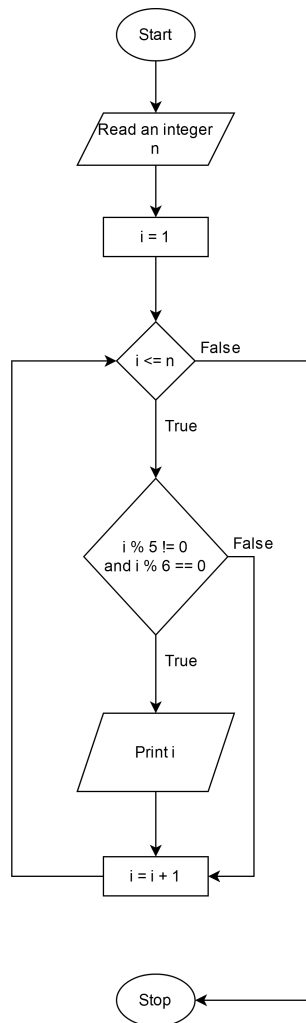 Start
Read an integer
n
i = 1
i <= n
False
True
i % 5 != 0
and i % 6 == 0
False
True
Print i
i = i + 1
Stop